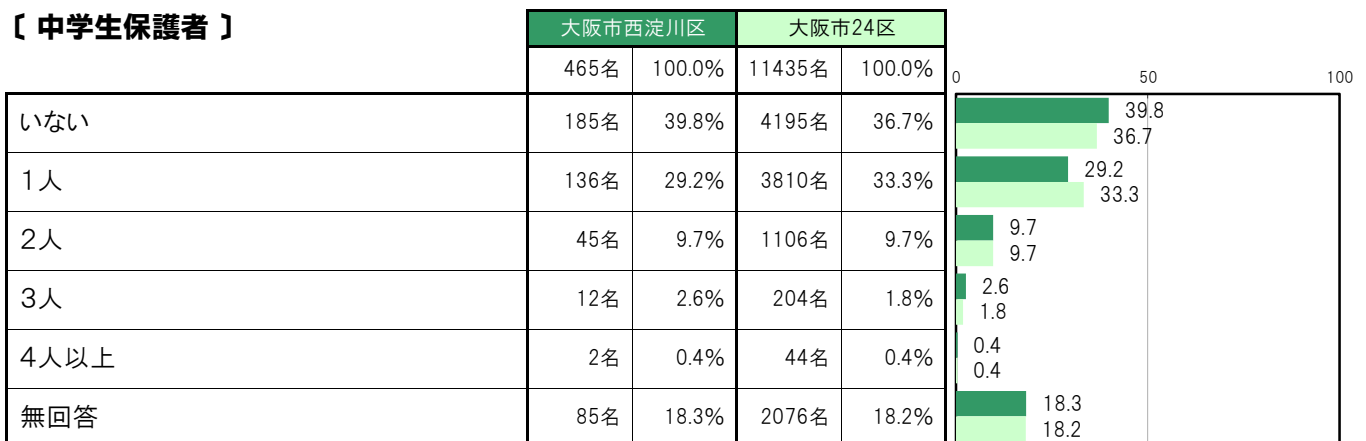 〔 中学生保護者 〕
大阪市西淀川区 大阪市24区
465名 100.0% 11435名 100.0%
0 50 100
いない 185名 39.8% 4195名 36.7% 39.8
36.7
1人 136名 29.2% 3810名 33.3% 29.2
33.3
2人 45名 9.7% 1106名 9.7% 9.7
9.7
3人 12名 2.6% 204名 1.8% 2.6
1.8
4人以上 2名 0.4% 44名 0.4% 0.4
0.4
無回答 85名 18.3% 2076名 18.2% 18.3
18.2